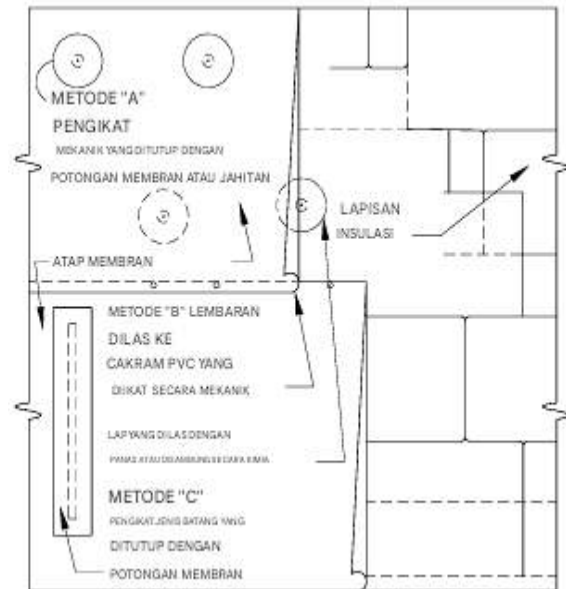 METODE "A"
PENGIKAT
MEKANIK YANG DITUTUP DENGAN
POTONGAN MEMBRAN ATAU JAHITAN
LAPISAN
INSULASI
ATAP MEMBRAN
METODE "B" LEMBARAN
DILAS KE
CAKRAM PVC YANG
DIIKAT SECARA MEKANIK
LAP YANG DILAS DENGAN
PANAS ATAU DISAMBUNG SECARA KIMIA
METODE "C"
PENGIKAT JENIS BATANG YANG
DITUTUP DENGAN
POTONGAN MEMBRAN